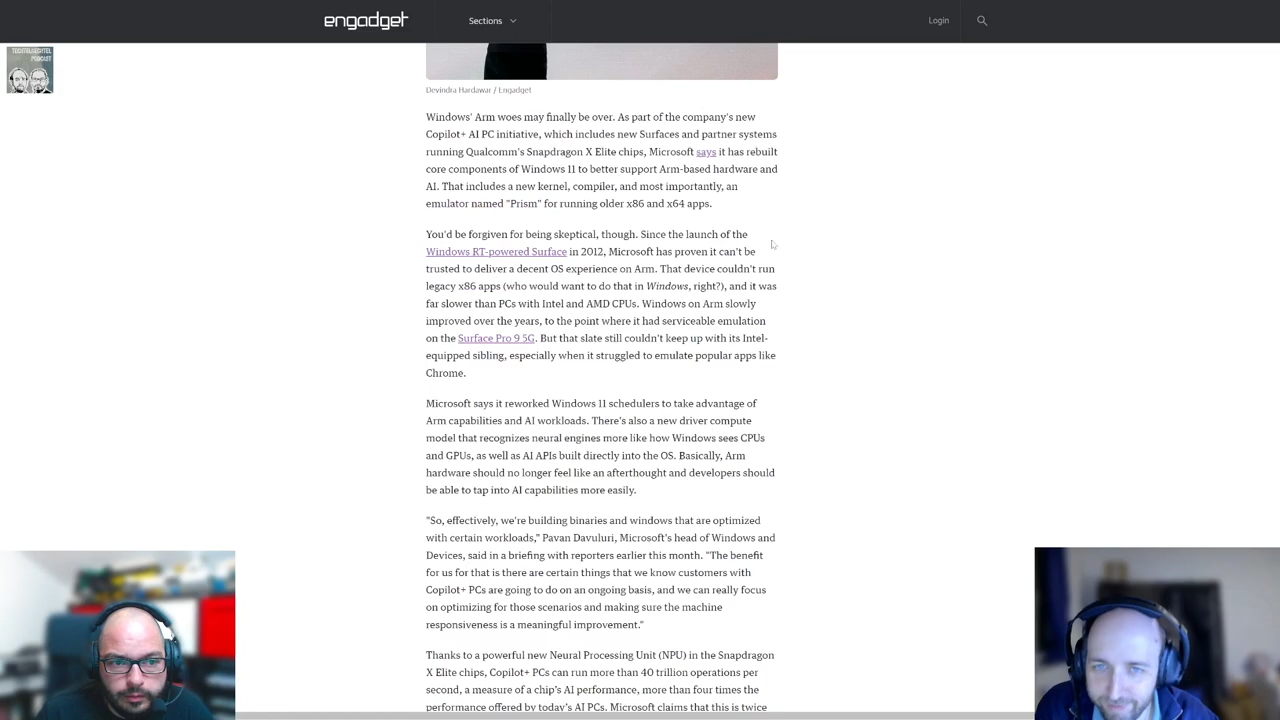 engadget
Sections
Login
TECHTELMECHTEL
PODCAST
Devindra Hardawar / Engadget
Windows' Arm woes may finally be over. As part of the company's new
Copilot+ AI PC initiative, which includes new Surfaces and partner systems
running Qualcomm's Snapdragon X Elite chips, Microsoft says it has rebuilt
core components of Windows 11 to better support Arm-based hardware and
AI. That includes a new kernel, compiler, and most importantly, an
emulator named "Prism" for running older x86 and x64 apps.
You'd be forgiven for being skeptical, though. Since the launch of the
Windows RT-powered Surface in 2012, Microsoft has proven it can't be
trusted to deliver a decent OS experience on Arm. That device couldn't run
legacy x86 apps (who would want to do that in Windows, right?), and it was
far slower than PCs with Intel and AMD CPUs. Windows on Arm slowly
improved over the years, to the point where it had serviceable emulation
on the Surface Pro 9 5G. But that slate still couldn't keep up with its Intel-
equipped sibling, especially when it struggled to emulate popular apps like
Chrome.
Microsoft says it reworked Windows 11 schedulers to take advantage of
Arm capabilities and AI workloads. There's also a new driver compute
model that recognizes neural engines more like how Windows sees CPUs
and GPUs, as well as AI APIs built directly into the OS. Basically, Arm
hardware should no longer feel like an afterthought and developers should
be able to tap into AI capabilities more easily.
"So, effectively, we're building binaries and windows that are optimized
with certain workloads," Pavan Davuluri, Microsoft's head of Windows and
Devices, said in a briefing with reporters earlier this month. "The benefit
for us for that is there are certain things that we know customers with
Copilot+ PCs are going to do on an ongoing basis, and we can really focus
on optimizing for those scenarios and making sure the machine
responsiveness is a meaningful improvement."
Thanks to a powerful new Neural Processing Unit (NPU) in the Snapdragon
X Elite chips, Copilot+ PCs can run more than 40 trillion operations per
second, a measure of a chip's AI performance, more than four times the
performance offered by today's AI PCs. Microsoft claims that this is twice